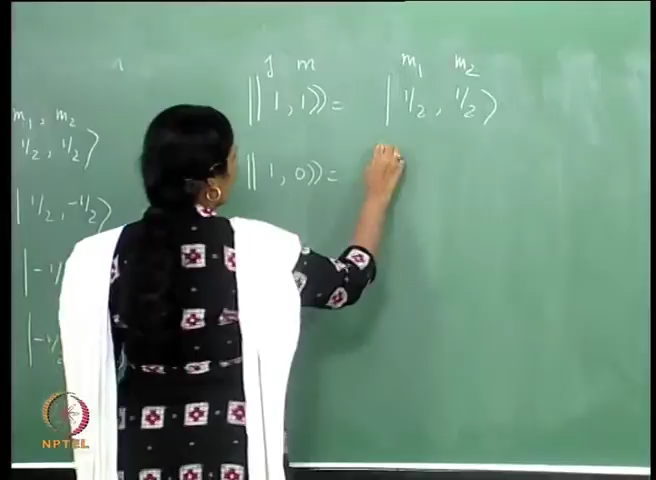 m₁, m₂
1/2, 1/2⟩
|1/2, -1/2⟩
|-1/
|-1/
j m
||1, 1⟩⟩ =
||1, 0⟩⟩ =
m₁ m₂
|1/2, 1/2⟩
NPTEL